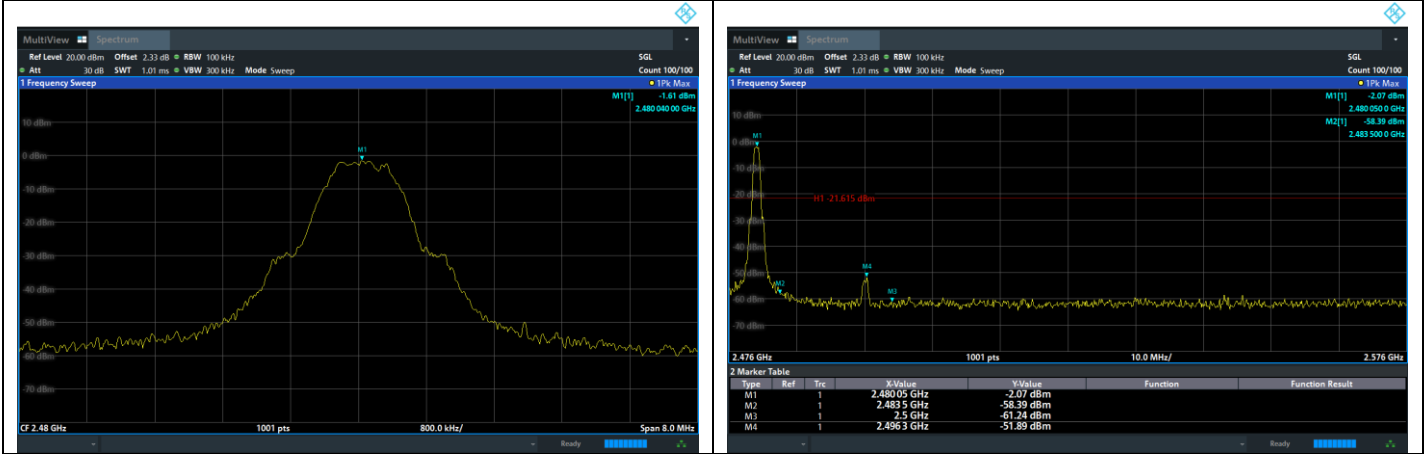 MultiView Spectrum
Ref Level 20.00 dBm Offset 2.33 dB RBW 100 kHz SGL
Att 30 dB SWT 1.01 ms VBW 300 kHz Mode Sweep Count 100/100
1 Frequency Sweep 1Pk Max
M1[1] -1.61 dBm
2.480 040 00 GHz
10 dBm
M1
0 dBm
-10 dBm
-20 dBm
-30 dBm
-40 dBm
-50 dBm
-60 dBm
-70 dBm
CF 2.48 GHz 1001 pts 800.0 kHz/ Span 8.0 MHz
Ready
MultiView Spectrum
Ref Level 20.00 dBm Offset 2.33 dB RBW 100 kHz SGL
Att 30 dB SWT 1.01 ms VBW 300 kHz Mode Sweep Count 100/100
1 Frequency Sweep 1Pk Max
M1[1] -2.07 dBm
2.480 050 0 GHz
10 dBm
M2[1] -58.39 dBm
2.483 500 0 GHz
M1
0 dBm
-10 dBm
-20 dBm
H1 -21.615 dBm
-30 dBm
-40 dBm
M4
-50 dBm
M2
M3
-60 dBm
-70 dBm
2.476 GHz 1001 pts 10.0 MHz/ 2.576 GHz
2 Marker Table
Type Ref Trc X-Value Y-Value Function Function Result
M1 1 2.480 05 GHz -2.07 dBm
M2 1 2.483 5 GHz -58.39 dBm
M3 1 2.5 GHz -61.24 dBm
M4 1 2.496 3 GHz -51.89 dBm
Ready